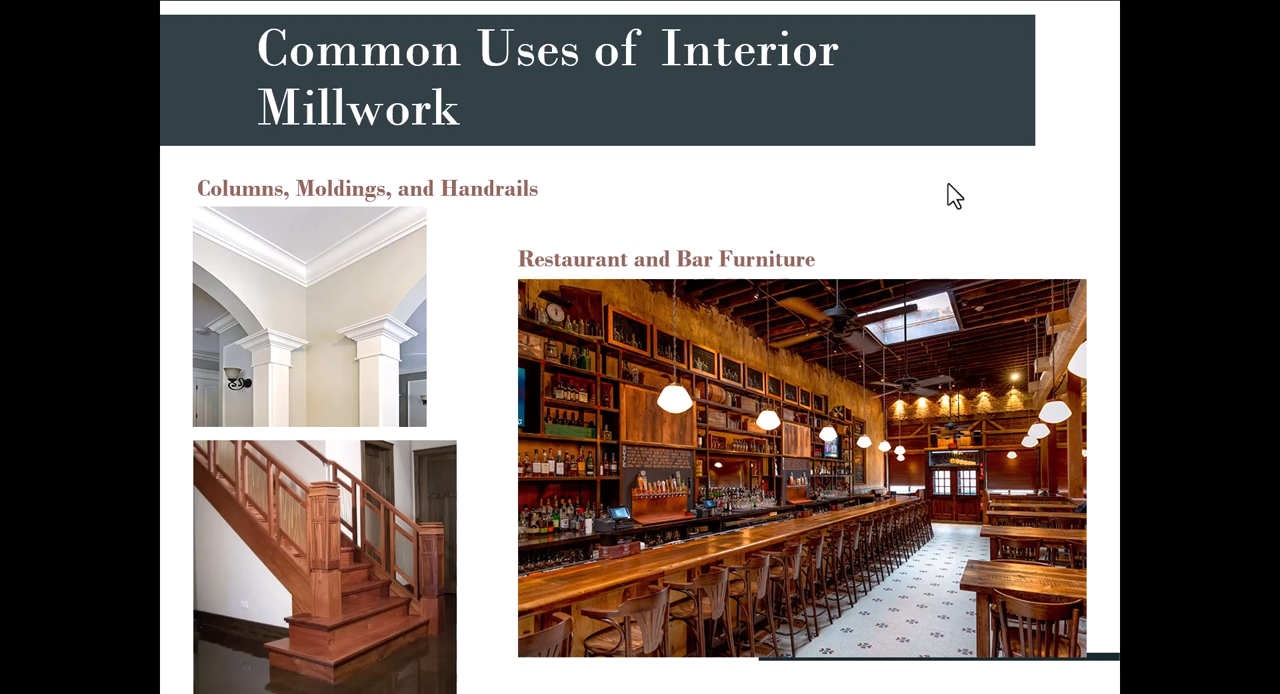 Common Uses of Interior
Millwork
Columns, Moldings, and Handrails
Restaurant and Bar Furniture